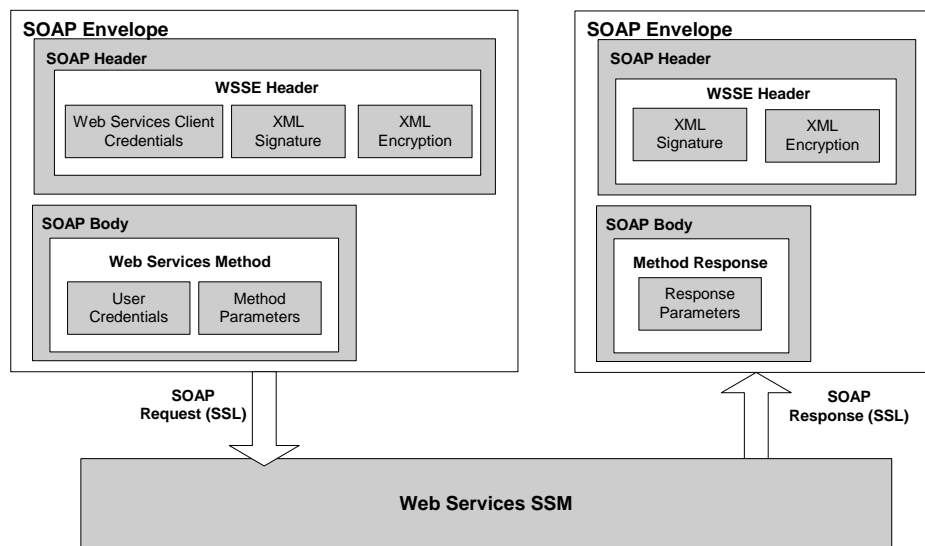 SOAP Envelope
SOAP Header
WSSE Header
Web Services Client
Credentials
XML
Signature
XML
Encryption
SOAP Body
Web Services Method
User
Credentials
Method
Parameters
SOAP
Request (SSL)
SOAP Envelope
SOAP Header
WSSE Header
XML
Signature
XML
Encryption
SOAP Body
Method Response
Response
Parameters
SOAP
Response (SSL)
Web Services SSM